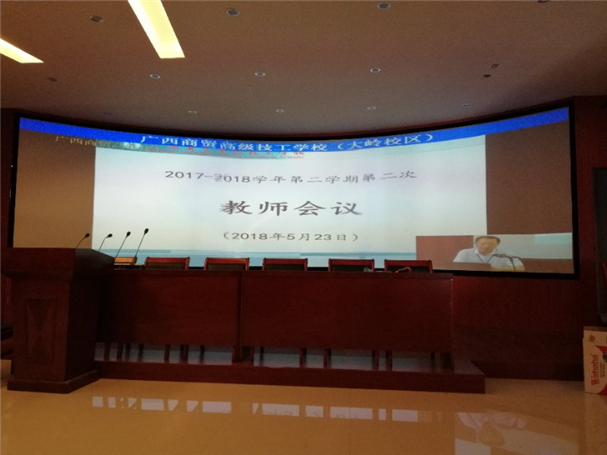 广西商贸高级技工学校（大岭校区）
2017-2018学年第二学期第二次
教师会议
（2018年5月23日）